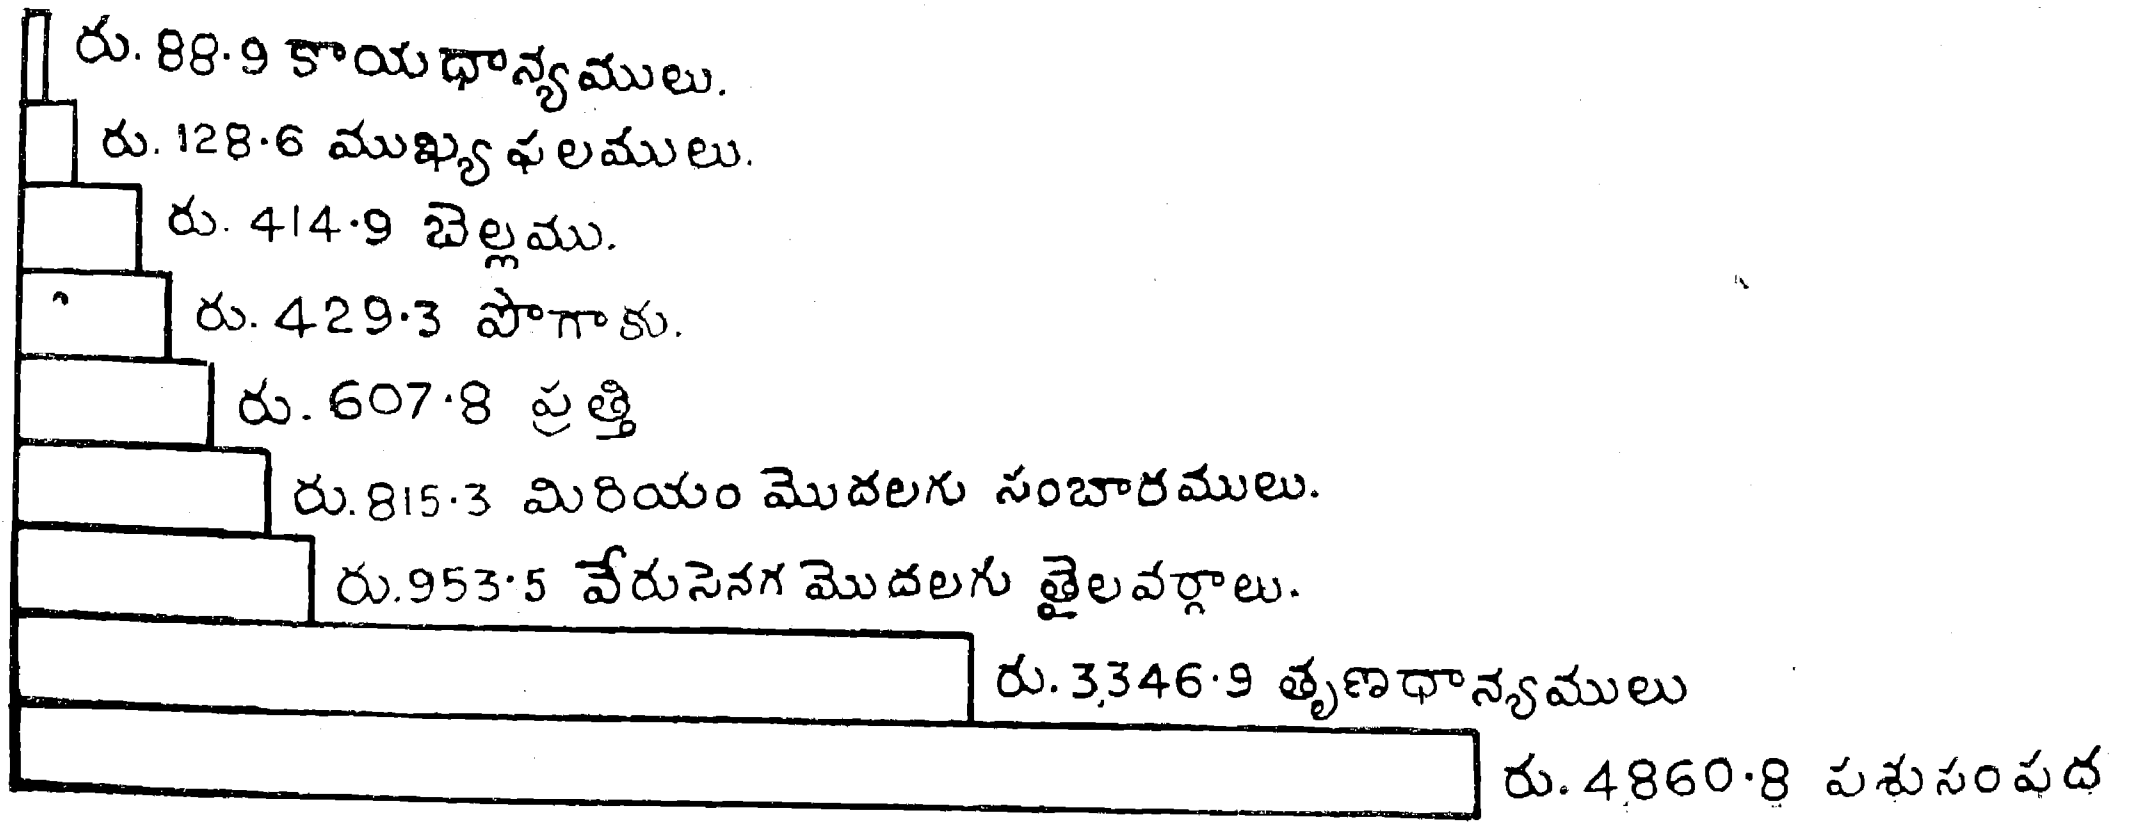 రు. 88.9 కాయధాన్యములు.
రు. 128.6 ముఖ్య ఫలములు.
రు. 414.9 బెల్లము.
రు. 429.3 పొగాకు.
రు. 607.8 ప్రత్తి
రు. 815.3 మిరియం మొదలగు సంబారములు.
రు. 953.5 వేరుసెనగ మొదలగు తైలవర్గాలు.
రు. 3,346.9 తృణధాన్యములు
రు. 4,860.8 పశుసంపద